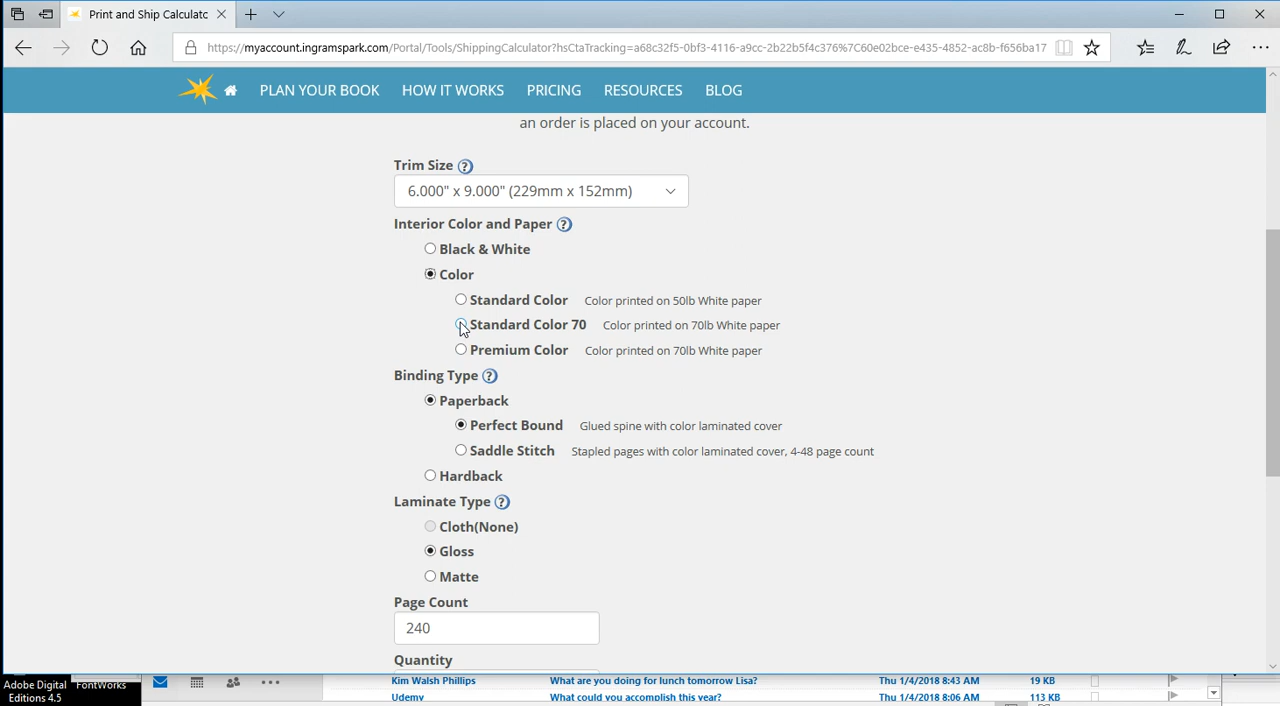 Print and Ship Calculatc
https://myaccount.ingramspark.com/Portal/Tools/ShippingCalculator?hsCtaTracking=a68c32f5-0bf3-4116-a9cc-2b22b5f4c376%7C60e02bce-e435-4852-ac8b-f656ba17
PLAN YOUR BOOK HOW IT WORKS PRICING RESOURCES BLOG
an order is placed on your account.
Trim Size ?
6.000" x 9.000" (229mm x 152mm)
Interior Color and Paper ?
Black & White
Color
Standard Color Color printed on 50lb White paper
Standard Color 70 Color printed on 70lb White paper
Premium Color Color printed on 70lb White paper
Binding Type ?
Paperback
Perfect Bound Glued spine with color laminated cover
Saddle Stitch Stapled pages with color laminated cover, 4-48 page count
Hardback
Laminate Type ?
Cloth(None)
Gloss
Matte
Page Count
240
Quantity
Adobe Digital Editions 4.5
FontWorks
Kim Walsh Phillips What are you doing for lunch tomorrow Lisa? Thu 1/4/2018 8:43 AM 19 KB
Udemy What could you accomplish this year? Thu 1/4/2018 8:06 AM 113 KB